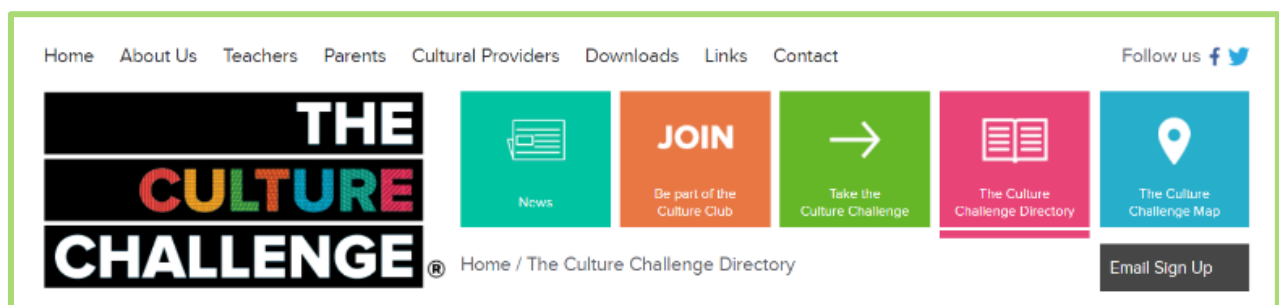 Home About Us Teachers Parents Cultural Providers Downloads Links Contact Follow us
THE
CULTURE
CHALLENGE ®
News
JOIN
Be part of the
Culture Club
Take the
Culture Challenge
The Culture
Challenge Directory
The Culture
Challenge Map
Home / The Culture Challenge Directory
Email Sign Up